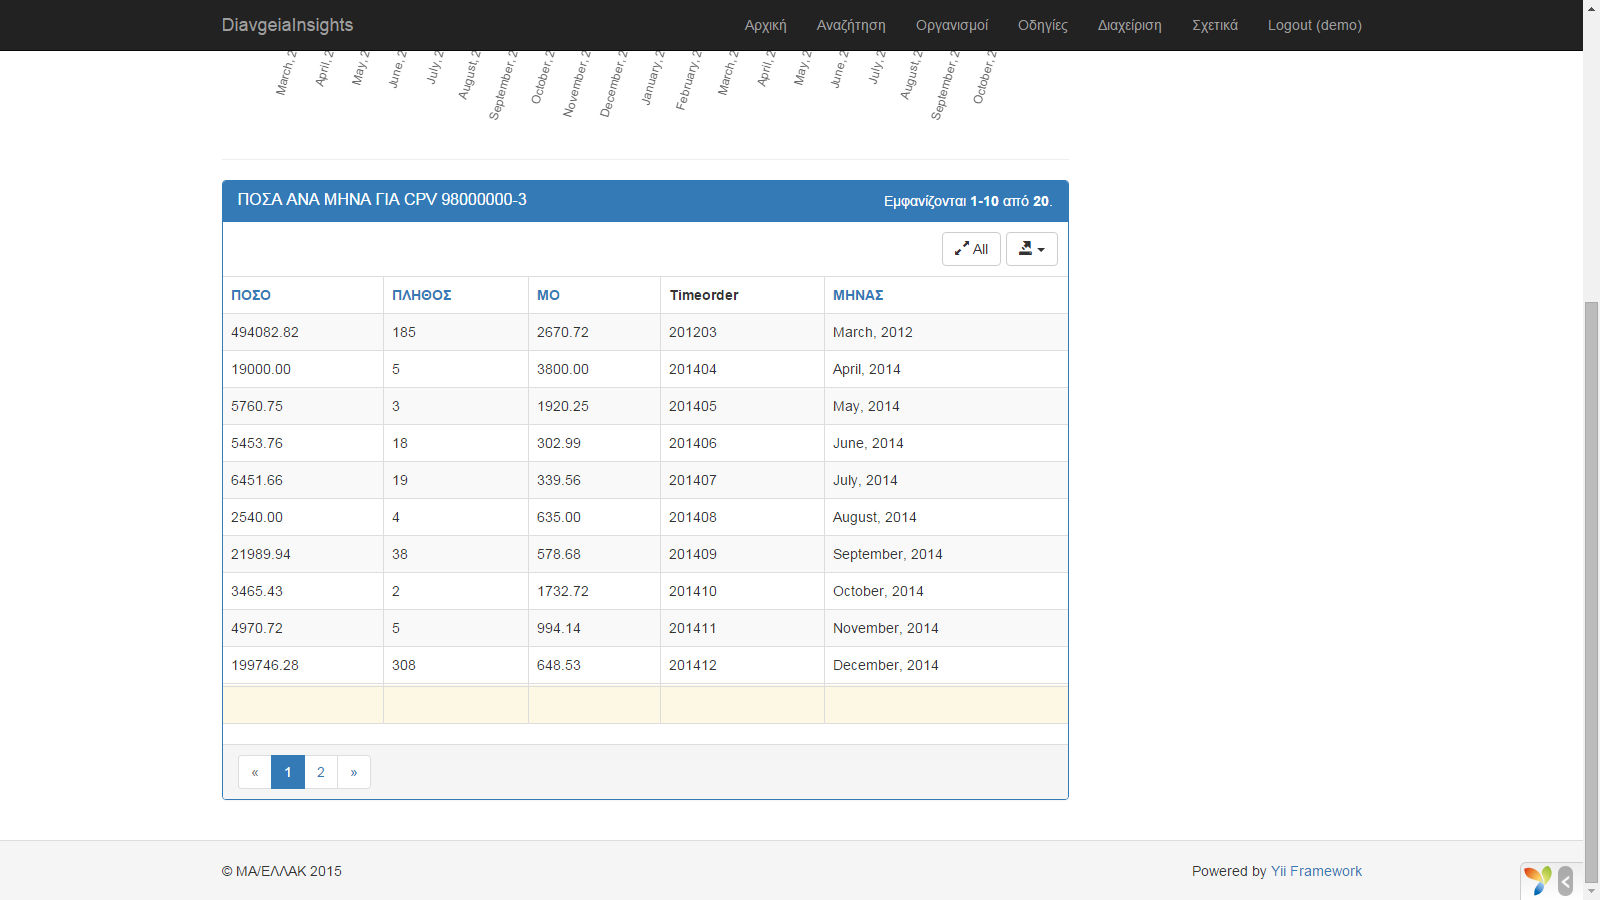 DiavgeiaInsights Αρχική Αναζήτηση Οργανισμοί Οδηγίες Διαχείριση Σχετικά Logout (demo)
March, 2 April, 2 May, 2 June, 2 July, 2 August, 2 September, 2 October, 2 November, 2 December, 2 January, 2 February, 2 March, 2 April, 2 May, 2 June, 2 July, 2 August, 2 September, 2 October, 2
ΠΟΣΑ ΑΝΑ ΜΗΝΑ ΓΙΑ CPV 98000000-3 Εμφανίζονται 1-10 από 20.
All
ΠΟΣΟ ΠΛΗΘΟΣ ΜΟ Timeorder ΜΗΝΑΣ
494082.82 185 2670.72 201203 March, 2012
19000.00 5 3800.00 201404 April, 2014
5760.75 3 1920.25 201405 May, 2014
5453.76 18 302.99 201406 June, 2014
6451.66 19 339.56 201407 July, 2014
2540.00 4 635.00 201408 August, 2014
21989.94 38 578.68 201409 September, 2014
3465.43 2 1732.72 201410 October, 2014
4970.72 5 994.14 201411 November, 2014
199746.28 308 648.53 201412 December, 2014
« 1 2 »
© ΜΑ/ΕΛΛΑΚ 2015 Powered by Yii Framework